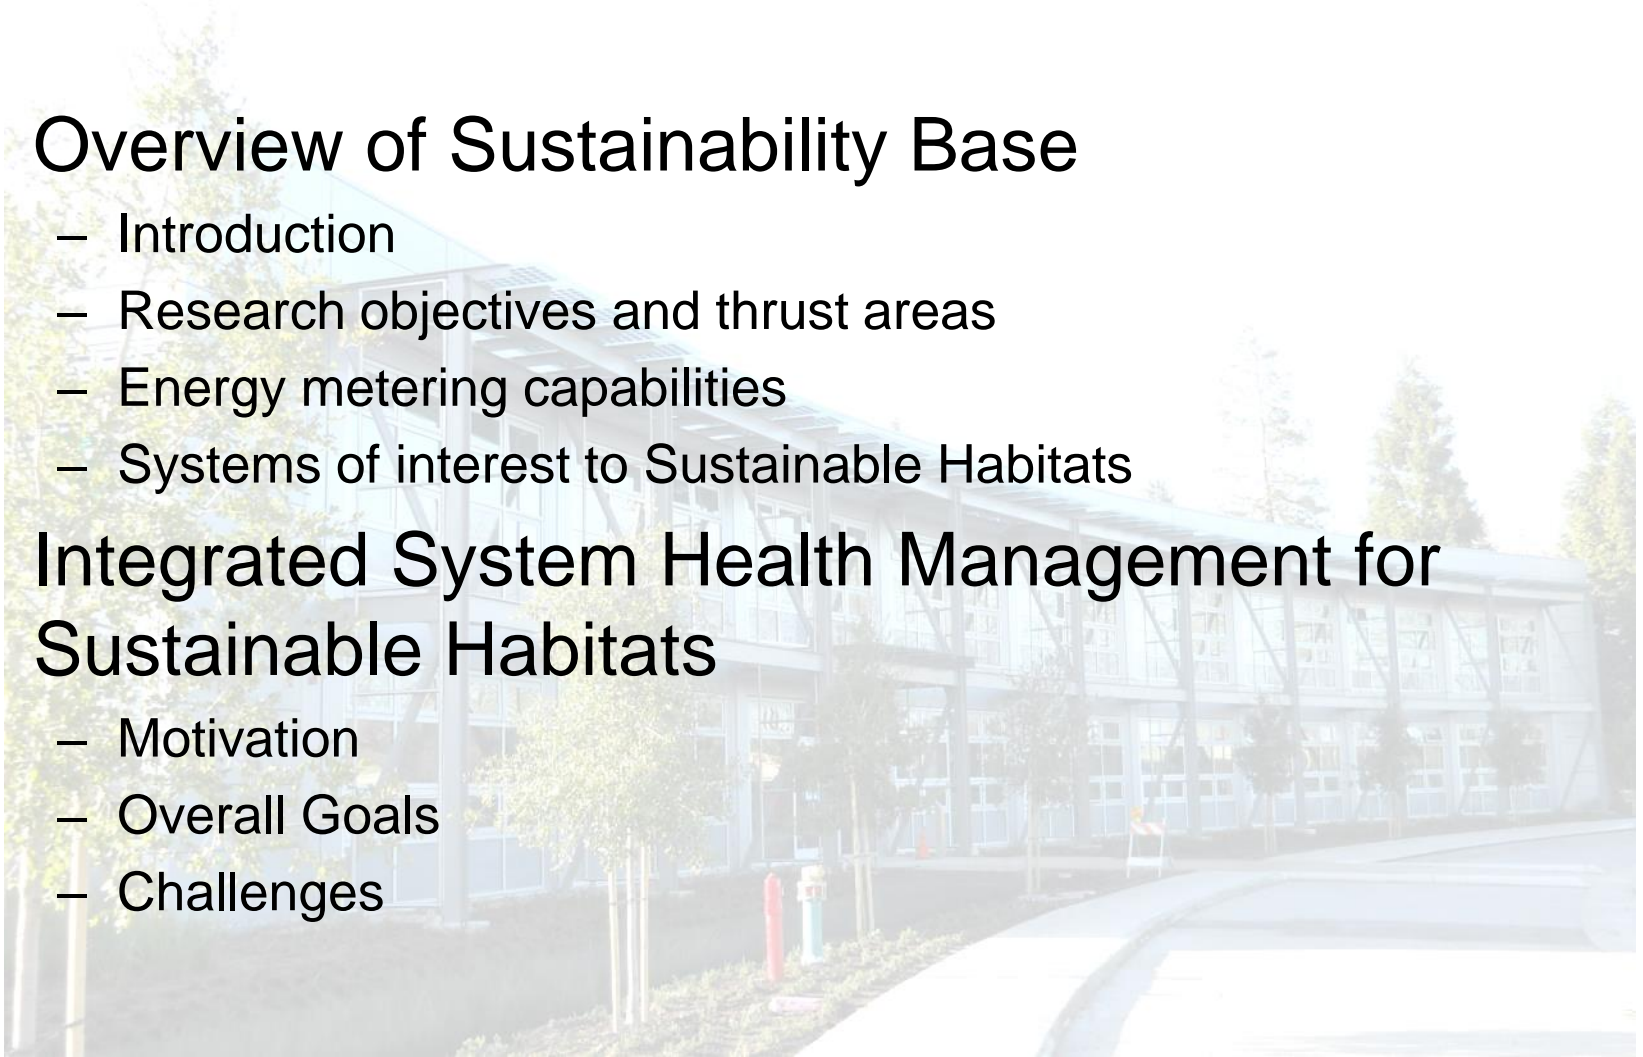 Overview of Sustainability Base
– Introduction
– Research objectives and thrust areas
– Energy metering capabilities
– Systems of interest to Sustainable Habitats
Integrated System Health Management for
Sustainable Habitats
– Motivation
– Overall Goals
– Challenges